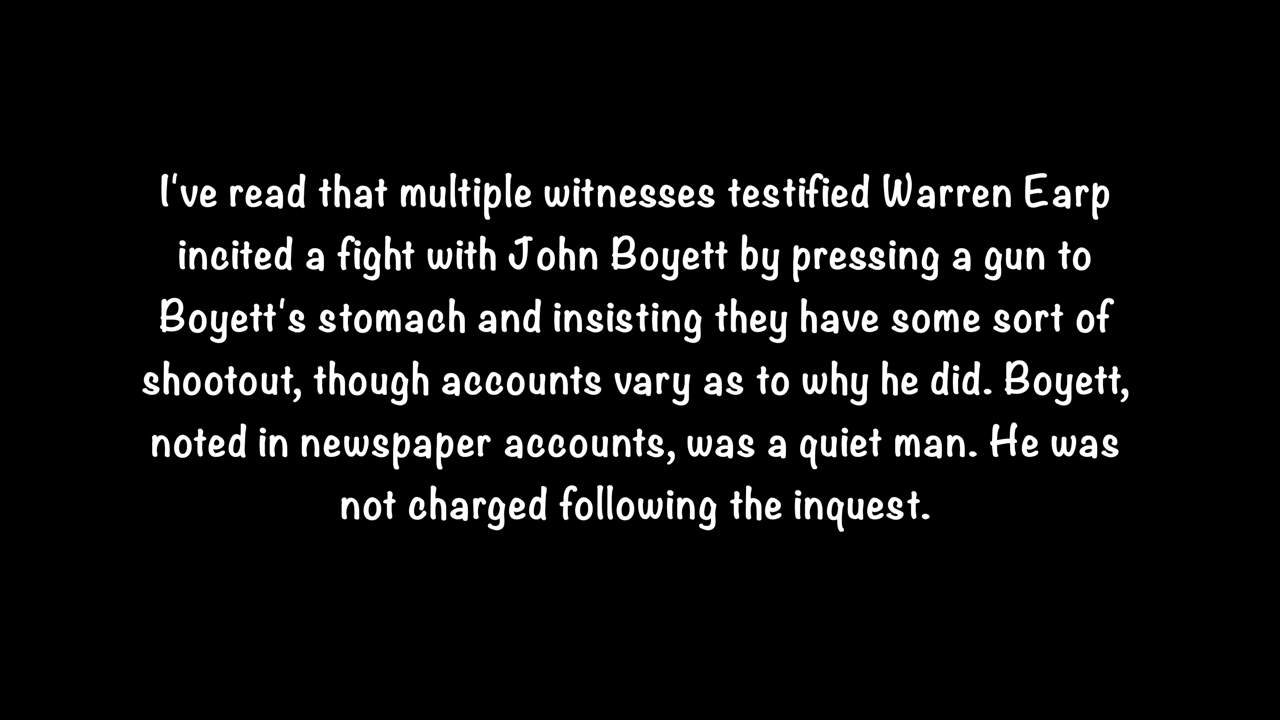 I've read that multiple witnesses testified Warren Earp
incited a fight with John Boyett by pressing a gun to
Boyett's stomach and insisting they have some sort of
shootout, though accounts vary as to why he did. Boyett,
noted in newspaper accounts, was a quiet man. He was
not charged following the inquest.